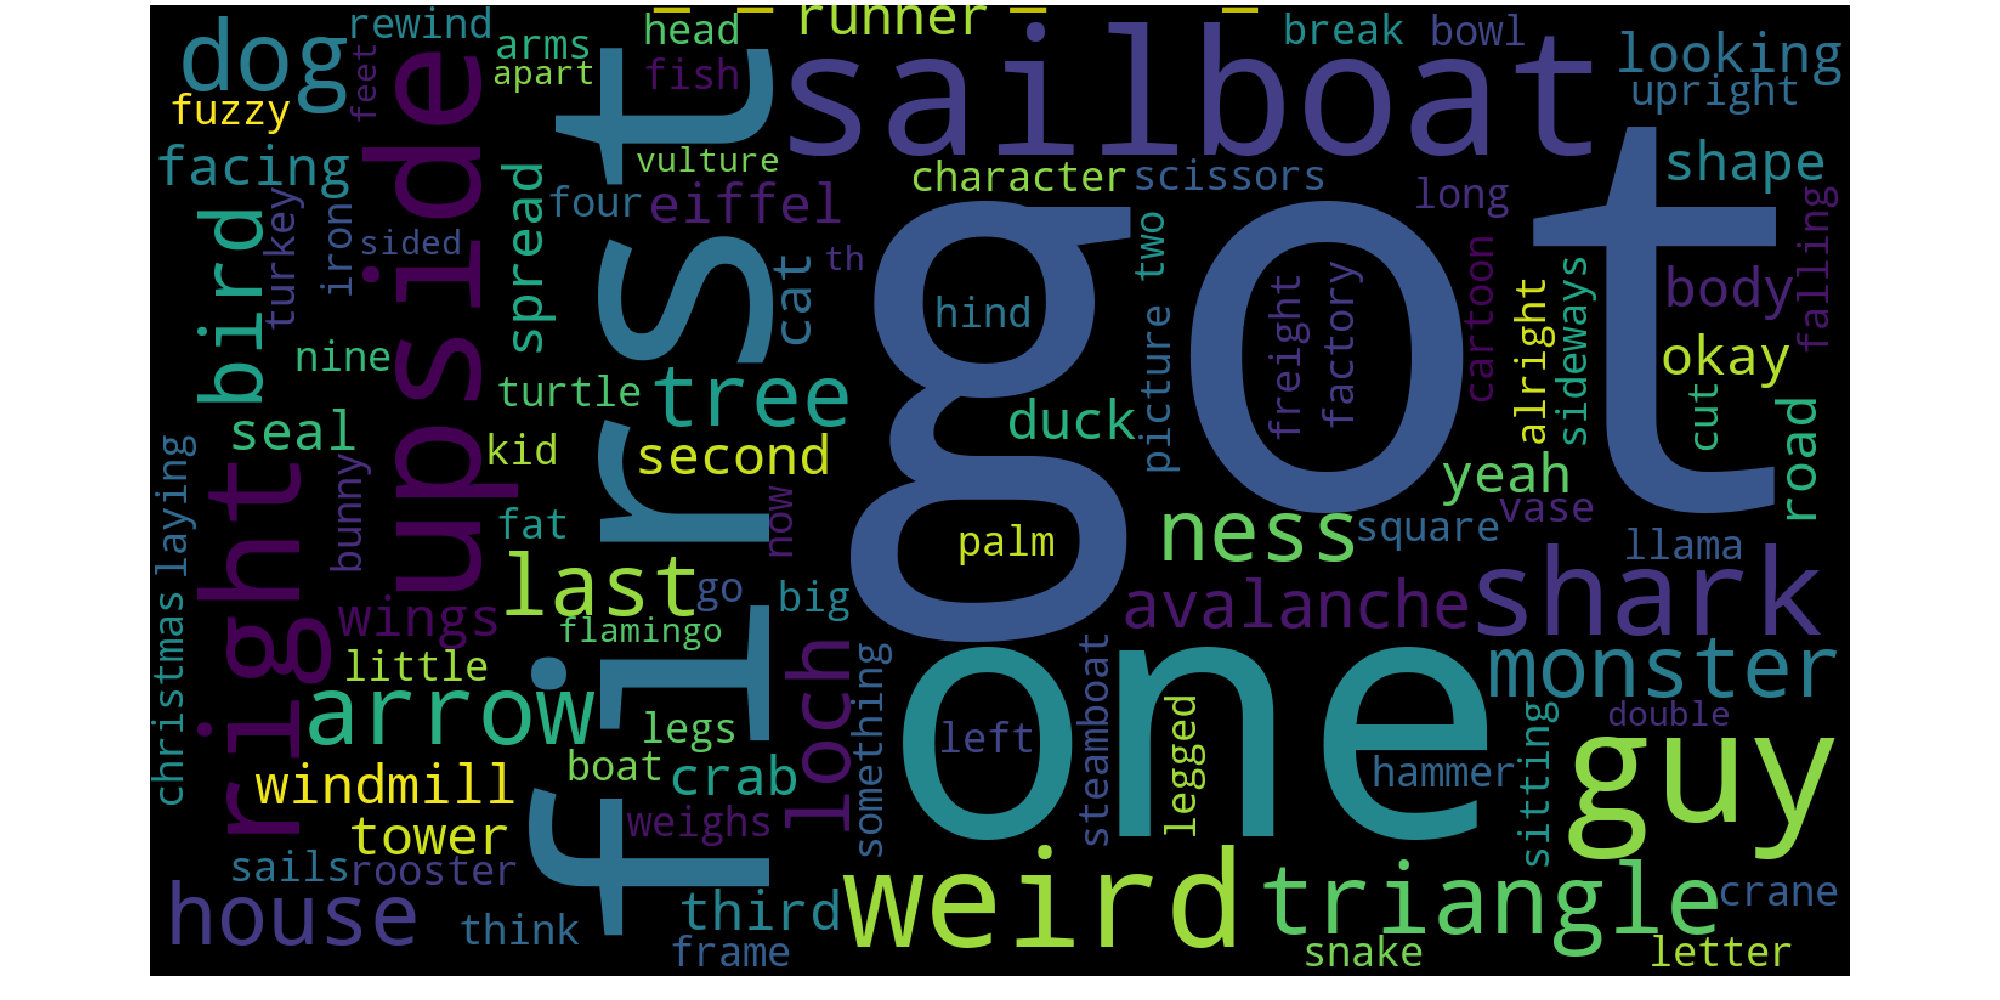 rewind
head
runner
break
bowl
dog
arms
sailboat
looking
feet
apart
fish
upright
fuzzy
upside
first
got
facing
vulture
character
scissors
shape
spread
four
eiffel
long
bird
turkey
iron
sided
cat
th
two
cartoon
body
falling
hind
freight
factory
alright
sideways
nine
turtle
tree
duck
picture
okay
cut
road
seal
kid
second
yeah
right
bunny
fat
now
palm
ness
square
vase
llama
laying
last
go
big
avalanche
shark
christmas
wings
flamingo
loch
something
one
steamboat
monster
little
arrow
legs
left
legged
double
guy
windmill
boat
crab
hammer
sitting
tower
weighs
sails
rooster
weird
triangle
crane
house
think
third
frame
snake
letter